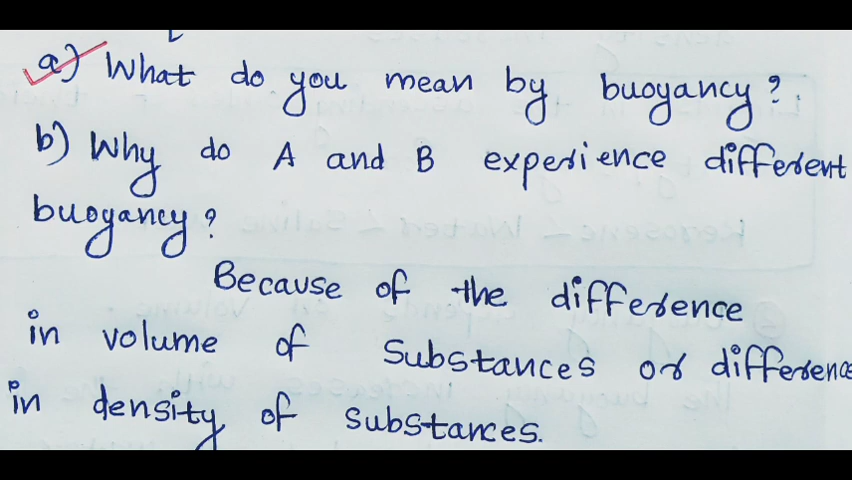 a) What do you mean by buoyancy?
b) Why do A and B experience different
buoyancy?
Because of the difference
in volume of substances or difference
in density of substances.